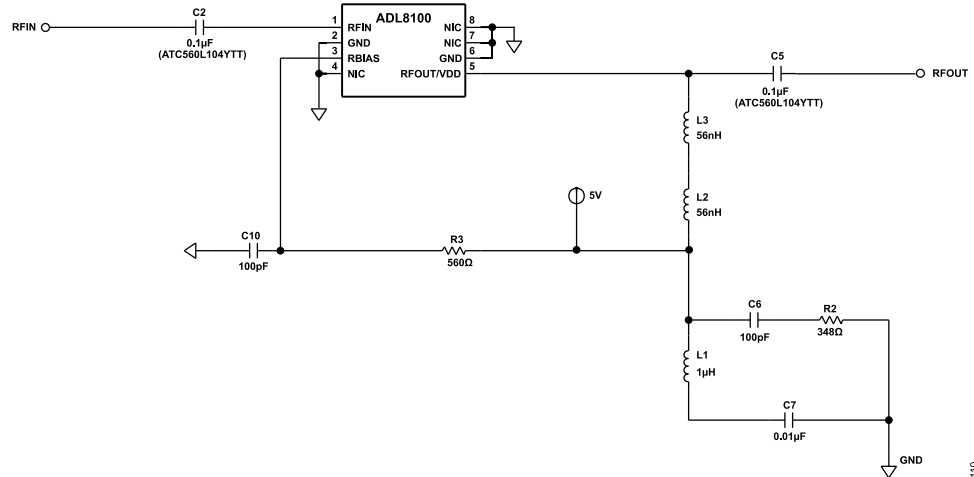 C2
RFIN
0.1µF
(ATC560L104YTT)
ADL8100
1 RFIN NIC 8
2 GND NIC 7
3 RBIAS GND 6
4 NIC RFOUT/VDD 5
C5
0.1µF
(ATC560L104YTT)
RFOUT
L3
56nH
L2
56nH
5V
C10
100pF
R3
560Ω
C6
100pF
R2
348Ω
L1
1µH
C7
0.01µF
GND
110